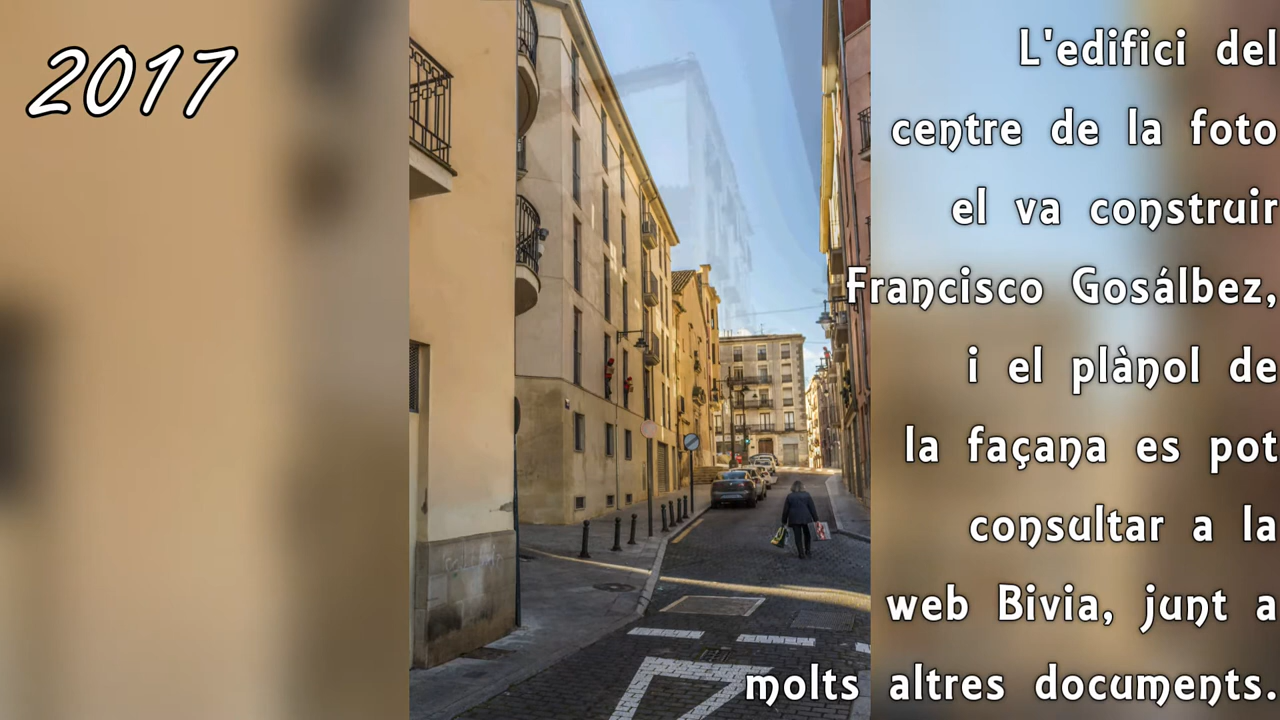 2017
L'edifici del
centre de la foto
el va construir
Francisco Gosálbez,
i el plànol de
la façana es pot
consultar a la
web Bivia, junt a
molts altres documents.